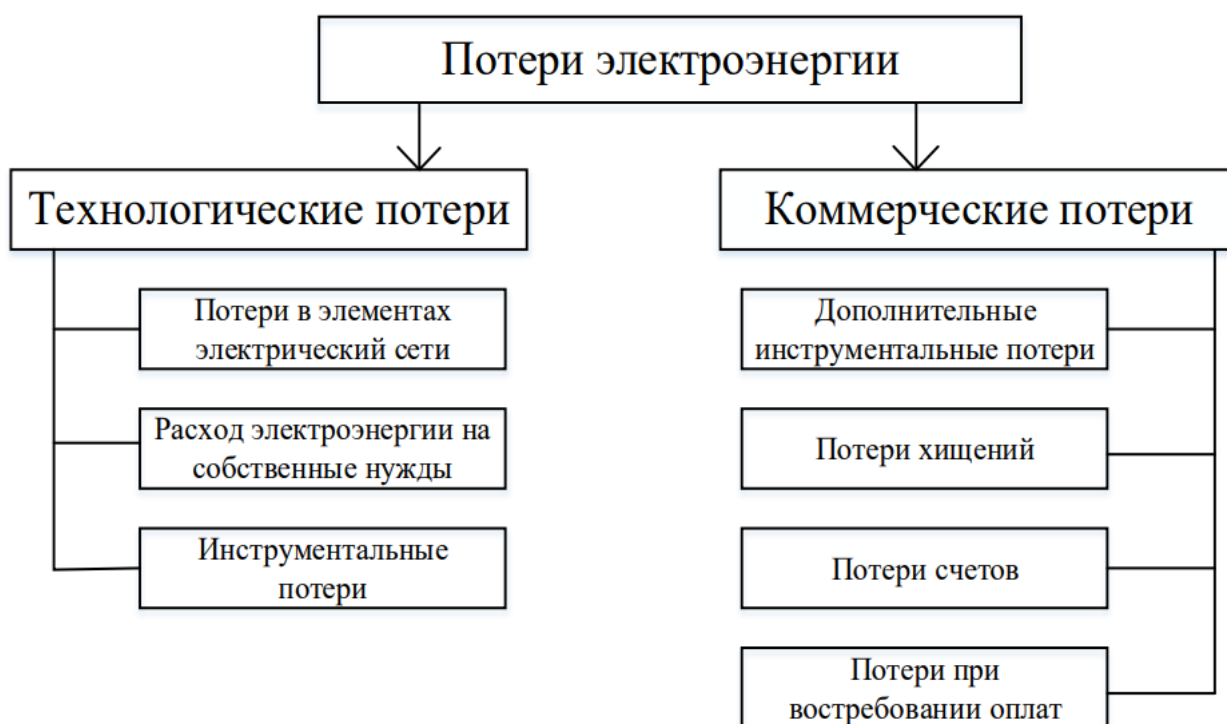 Потери электроэнергии
Технологические потери
Коммерческие потери
Потери в элементах
электрический сети
Расход электроэнергии на
собственные нужды
Инструментальные
потери
Дополнительные
инструментальные потери
Потери хищений
Потери счетов
Потери при
востребовании оплат